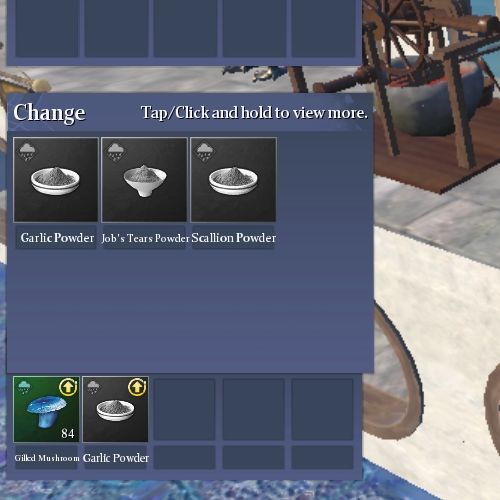 Change
Tap/Click and hold to view more.
Garlic Powder
Job's Tears Powder
Scallion Powder
84
Gilled Mushroom
Garlic Powder